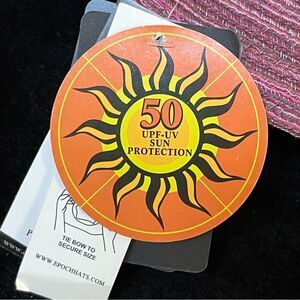 50
UPF-UV
SUN
PROTECTION
TIE BOW TO
SECURE SIZE
WWW.EPOCHHATS.COM